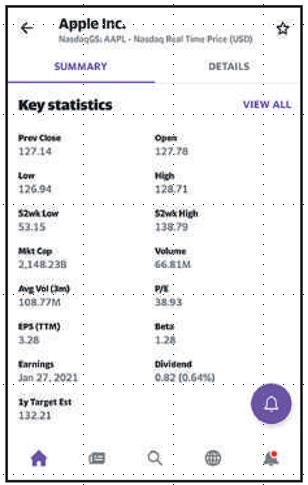 Apple Inc.
NasdaqGS: AAPL - Nasdaq Real Time Price (USD)
SUMMARY DETAILS
Key statistics VIEW ALL
Prev Close Open
127.14 127.78
Low High
126.94 128.71
52wk Low 52wk High
53.15 138.79
Mkt Cap Volume
2,148.23B 66.81M
Avg Vol (3m) P/E
108.77M 38.93
EPS (TTM) Beta
3.28 1.28
Earnings Dividend
Jan 27, 2021 0.82 (0.64%)
1y Target Est
132.21